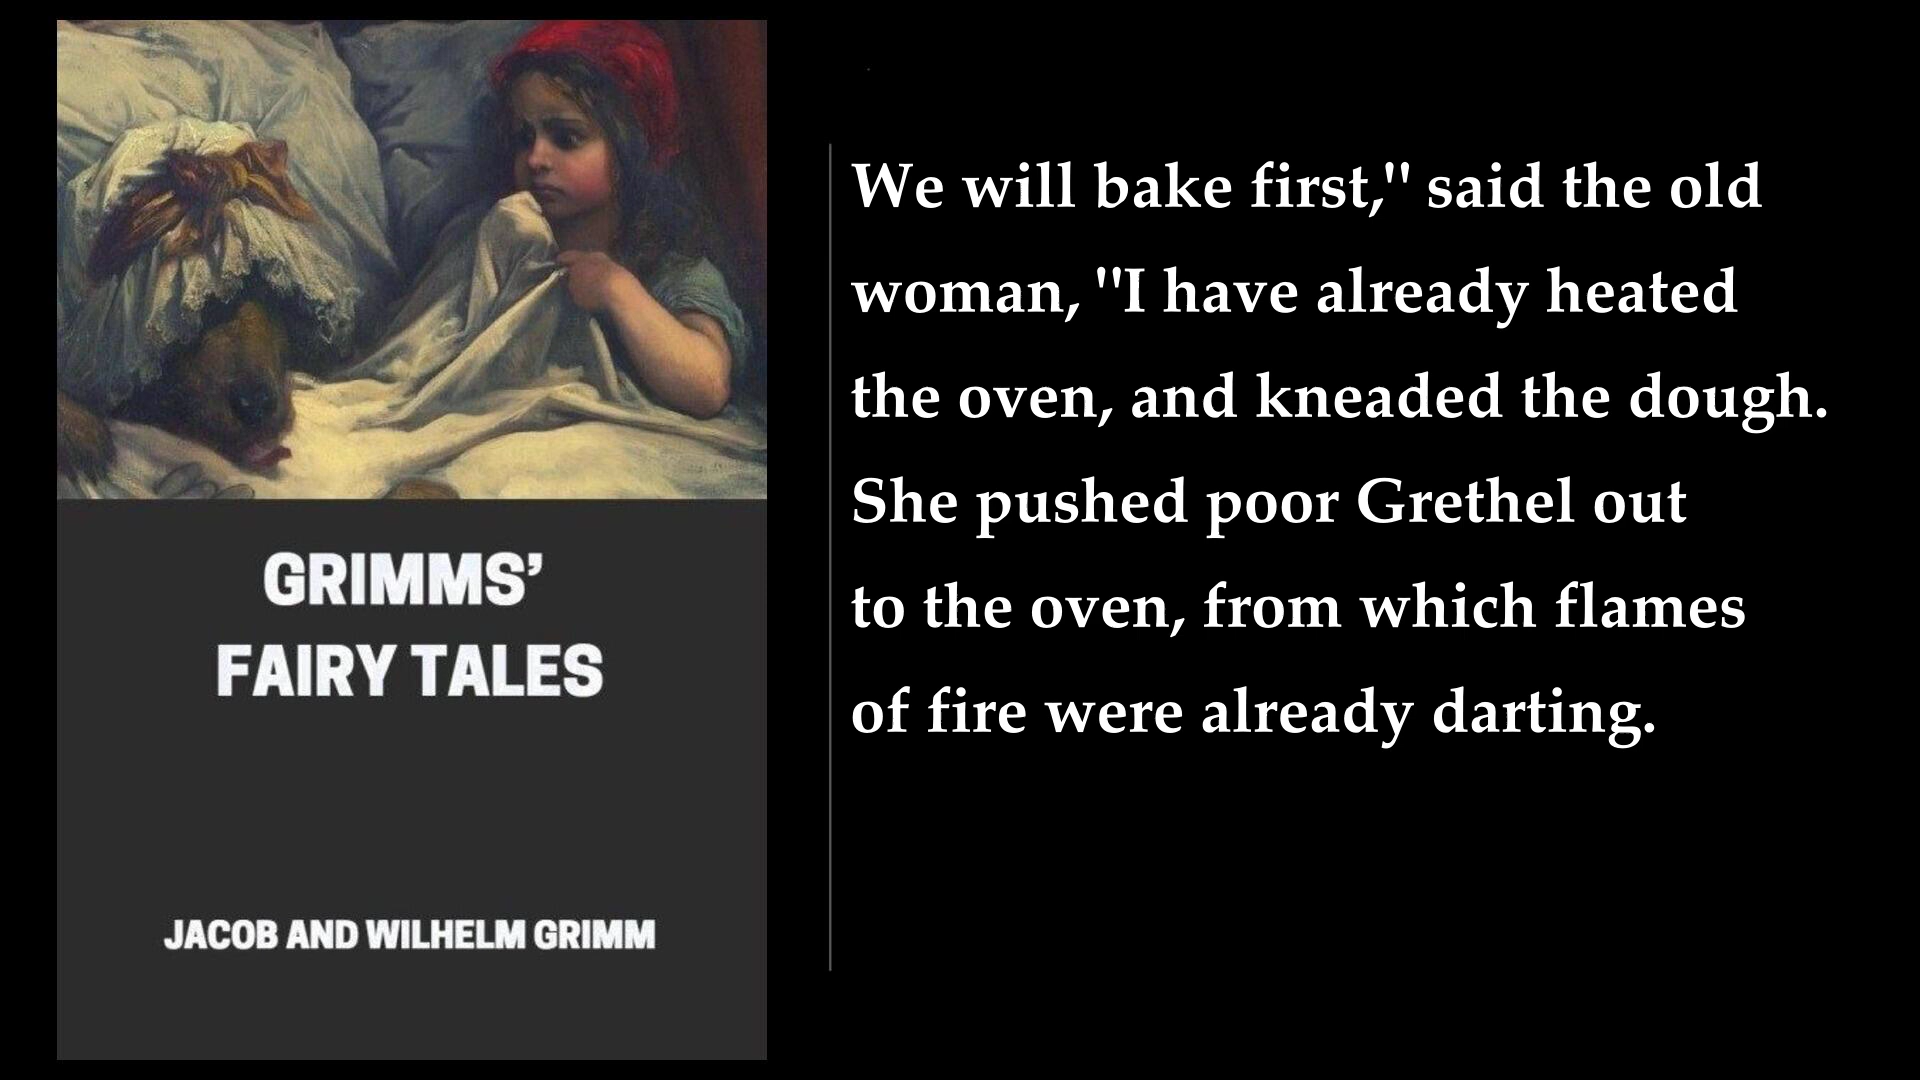 GRIMMS’
FAIRY TALES
JACOB AND WILHELM GRIMM
We will bake first," said the old
woman, "I have already heated
the oven, and kneaded the dough.
She pushed poor Grethel out
to the oven, from which flames
of fire were already darting.